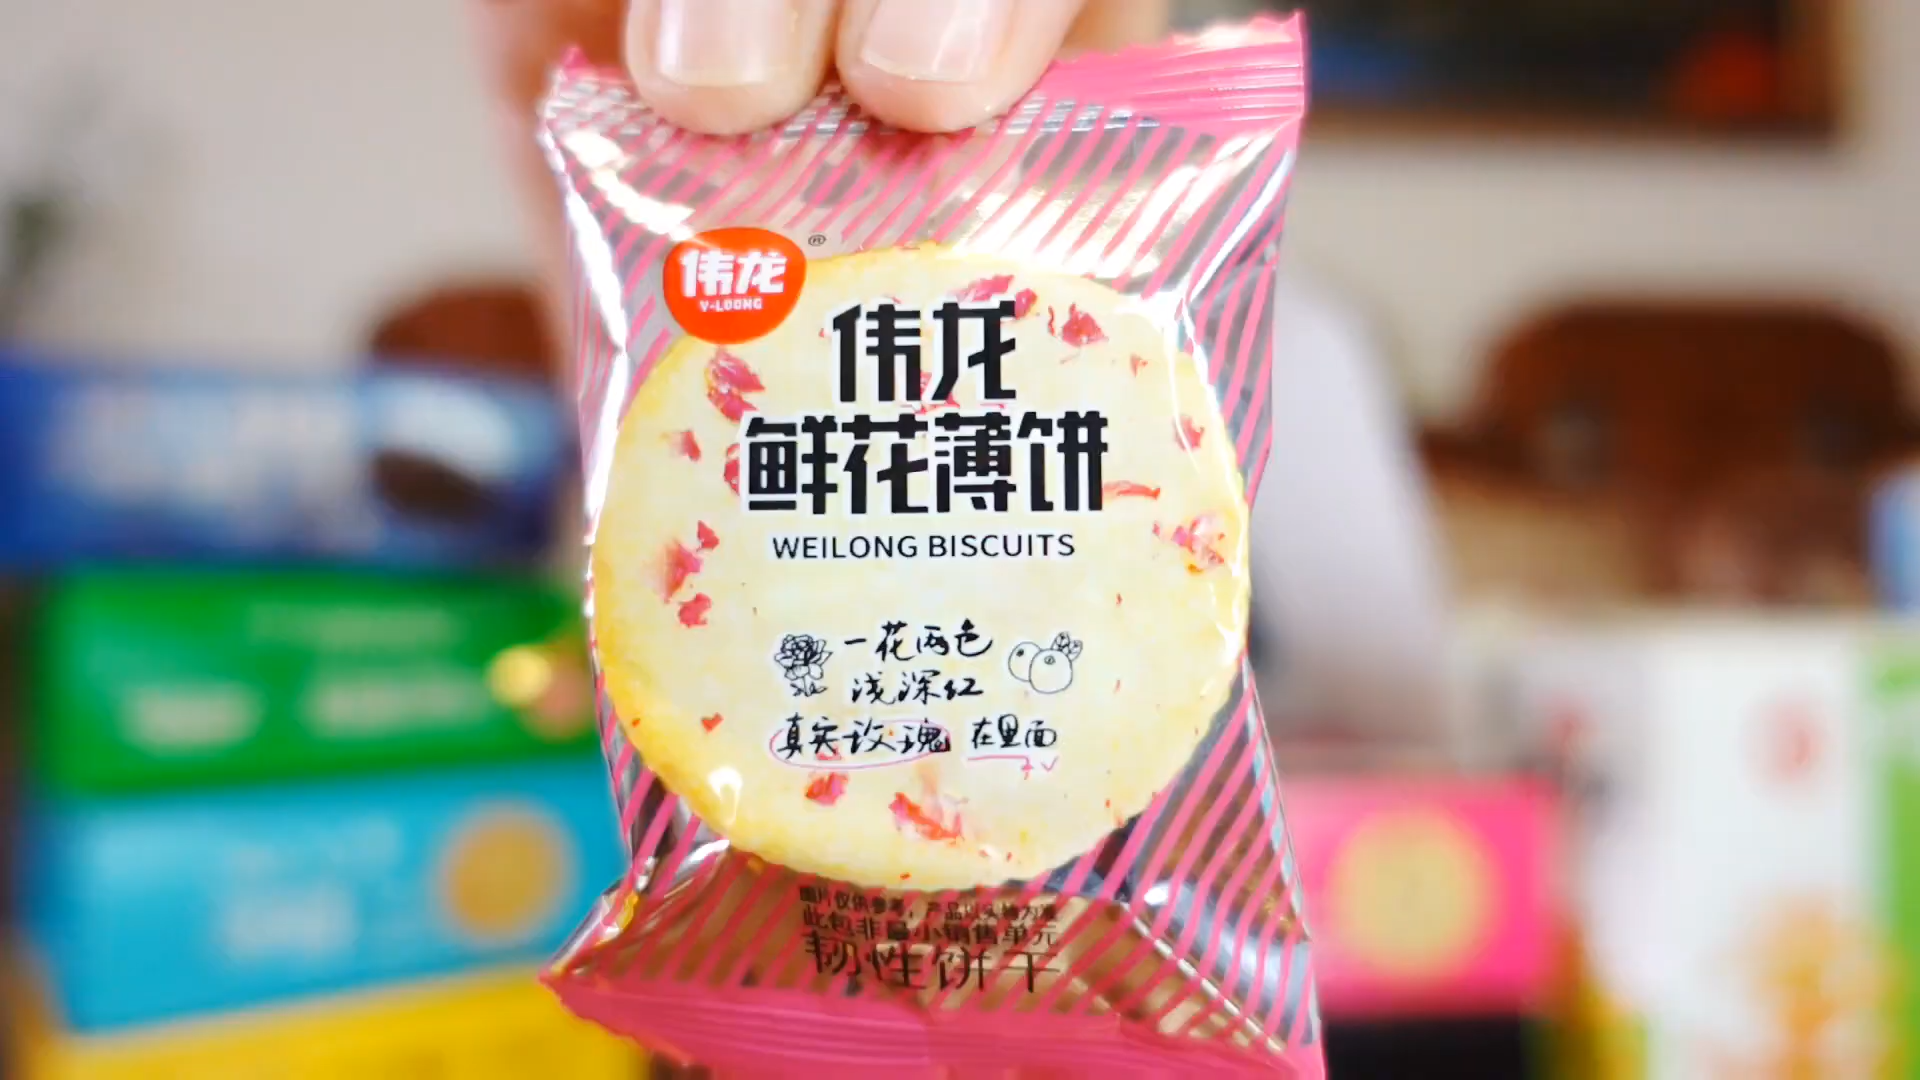 伟龙
V-LOONG
®
伟龙
鲜花薄饼
WEILONG BISCUITS
一花两色
浅深红
真实玫瑰 在里面
图片仅供参考，产品以实物为准
此包非最小销售单元
韧性饼干